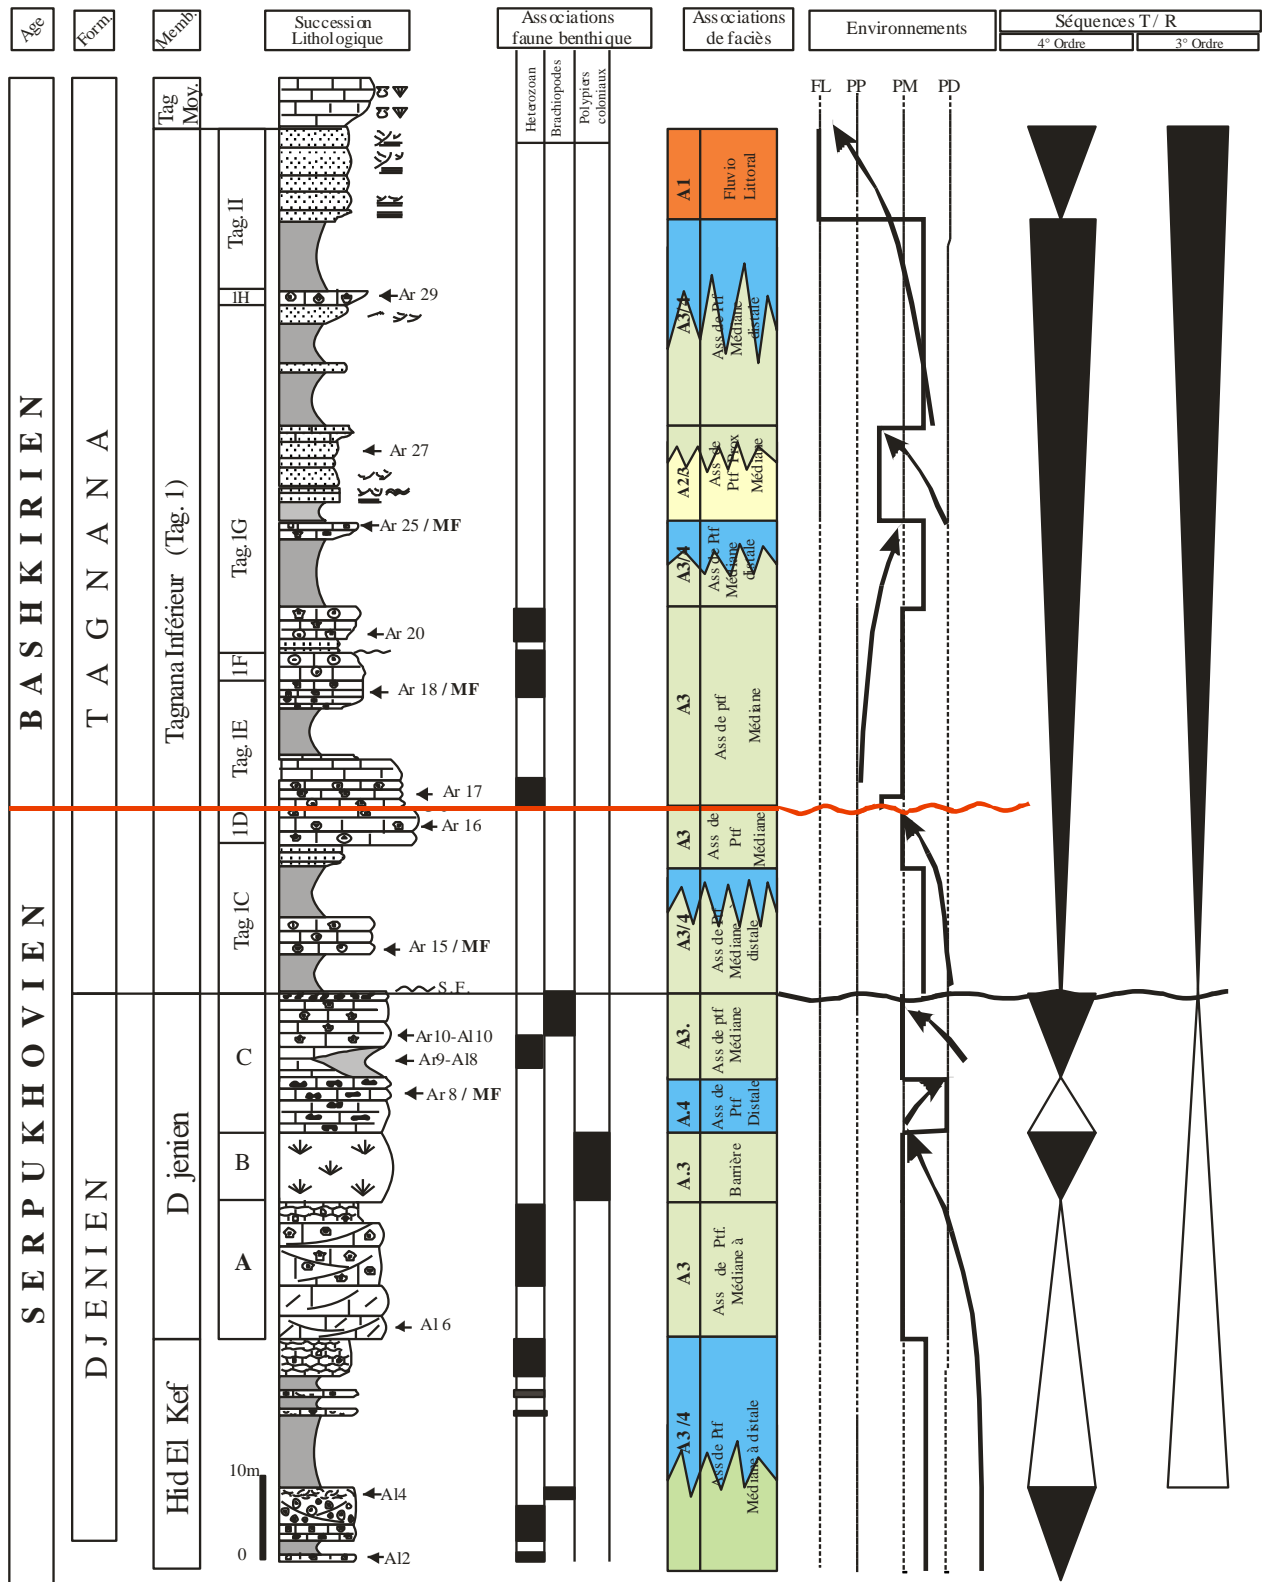 Age
Form.
Memb.
Succession
Lithologique
Associations
faune benthique
Associations
de faciès
Environnements
Séquences T / R
4° Ordre
3° Ordre
Heterozoan
Brachiopodes
Polypiers
coloniaux
FL
PP
PM
PD
BASHKIRIEN
SERPUKHOVIEN
TAGNANA
DJENIEN
Tag
Moy.
Tagnana Inférieur (Tag. 1)
Djenien
Hid El Kef
Tag.1I
1H
Tag.1G
1F
Tag.1E
1D
Tag.1C
C
B
A
Ar 29
Ar 27
Ar 25 / MF
Ar 20
Ar 18 / MF
Ar 17
Ar 16
Ar 15 / MF
S.E.
Ar10-Al10
Ar9-Al8
Ar 8 / MF
Al 6
Al4
Al2
10m
0
A1
Fluvio
Littoral
A3/4
Ass de Ptf
Médiane
distale
A2/3
Ass de
Ptf Prox
Médiane
A3/4
Ass de Ptf
Médiane
distale
A3
Ass de ptf
Médiane
A3
Ass de
Ptf
Médiane
A3/4
Ass de Ptf
Médiane à
distale
A3.
Ass de ptf
Médiane
A.4
Ass de
Ptf
Distale
A.3
Barrière
A3
Ass de Ptf.
Médiane à
A3 /4
Ass de Ptf
Médiane à distale